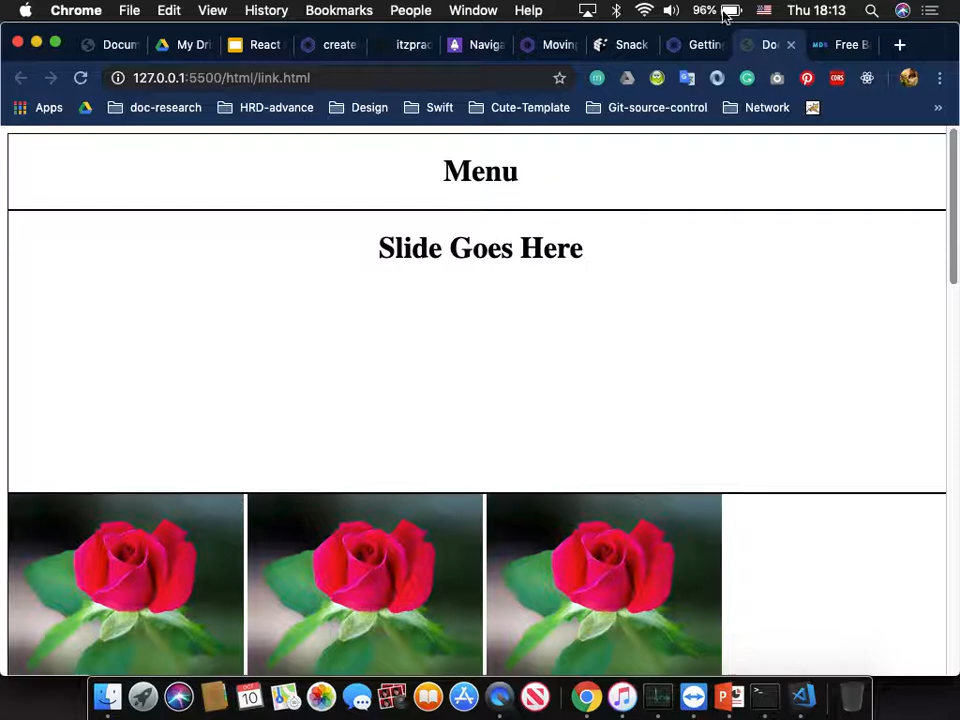 Chrome File Edit View History Bookmarks People Window Help 96% Thu 18:13
Docum My Dri React create itzprac Naviga Moving Snack Gettin Do Free B
127.0.0.1:5500/html/link.html
Apps doc-research HRD-advance Design Swift Cute-Template Git-source-control Network »
Menu
Slide Goes Here